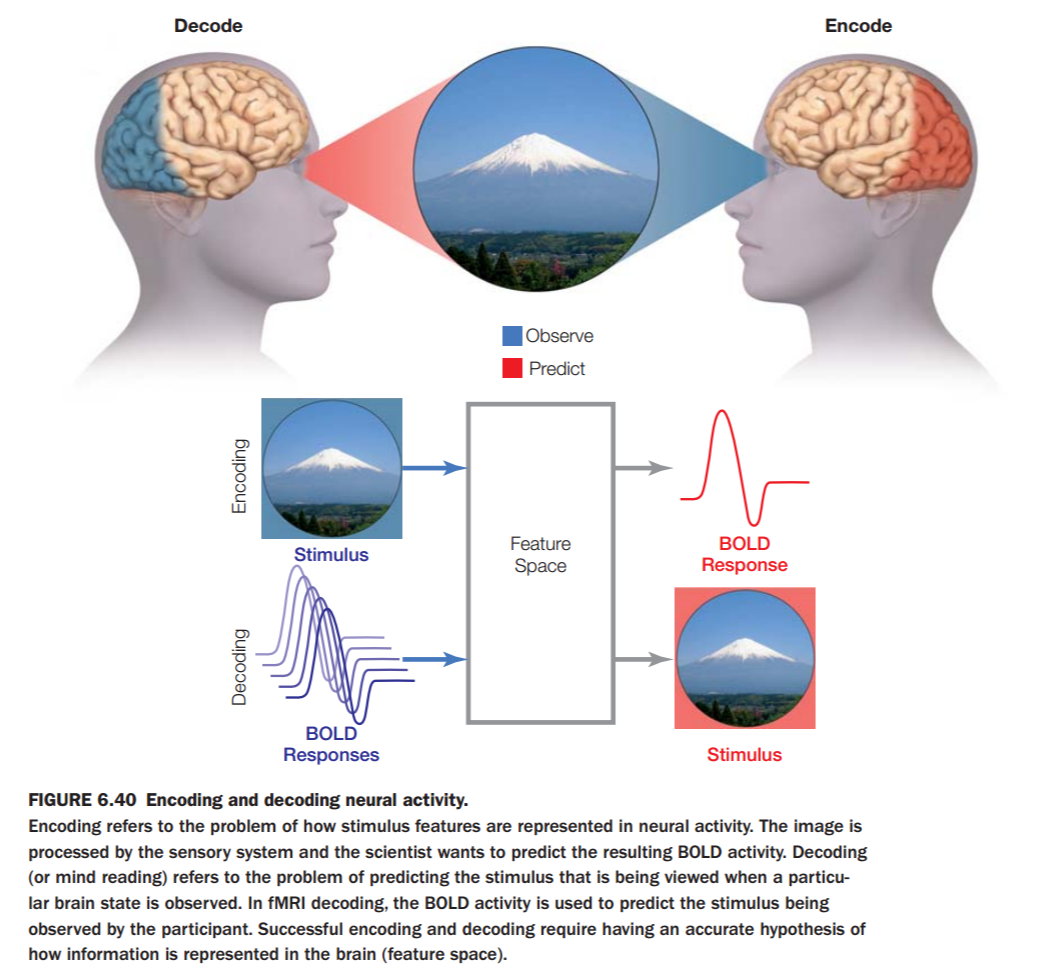 Decode
Encode
Observe
Predict
Encoding
Stimulus
Feature
Space
BOLD
Response
Decoding
BOLD
Responses
Stimulus
FIGURE 6.40 Encoding and decoding neural activity.
Encoding refers to the problem of how stimulus features are represented in neural activity. The image is
processed by the sensory system and the scientist wants to predict the resulting BOLD activity. Decoding
(or mind reading) refers to the problem of predicting the stimulus that is being viewed when a particu-
lar brain state is observed. In fMRI decoding, the BOLD activity is used to predict the stimulus being
observed by the participant. Successful encoding and decoding require having an accurate hypothesis of
how information is represented in the brain (feature space).